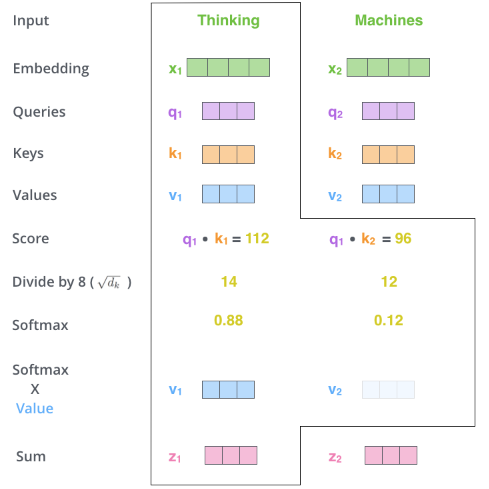 Input Thinking Machines
Embedding x₁ x₂
Queries q₁ q₂
Keys k₁ k₂
Values v₁ v₂
Score q₁ • k₁ = 112 q₁ • k₂ = 96
Divide by 8 ( √dₖ ) 14 12
Softmax 0.88 0.12
Softmax
X v₁ v₂
Value
Sum z₁ z₂